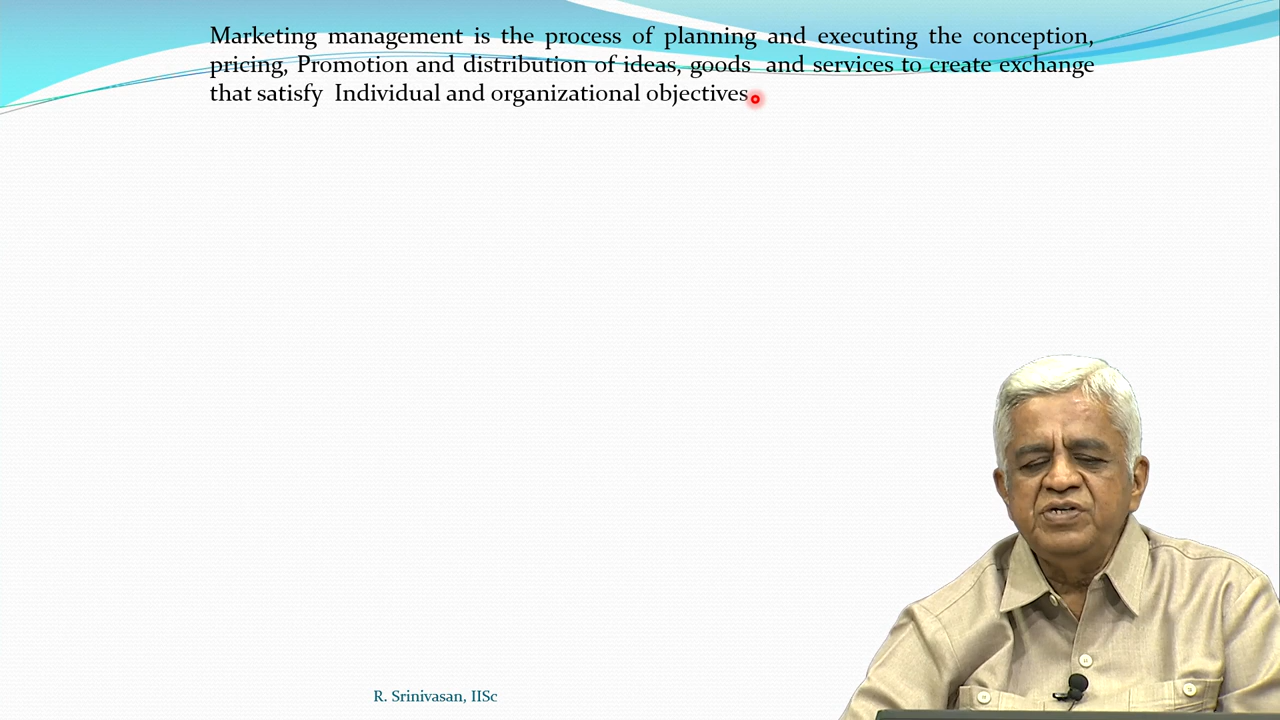 Marketing management is the process of planning and executing the conception,
pricing, Promotion and distribution of ideas, goods and services to create exchange
that satisfy Individual and organizational objectives.
R. Srinivasan, IISc